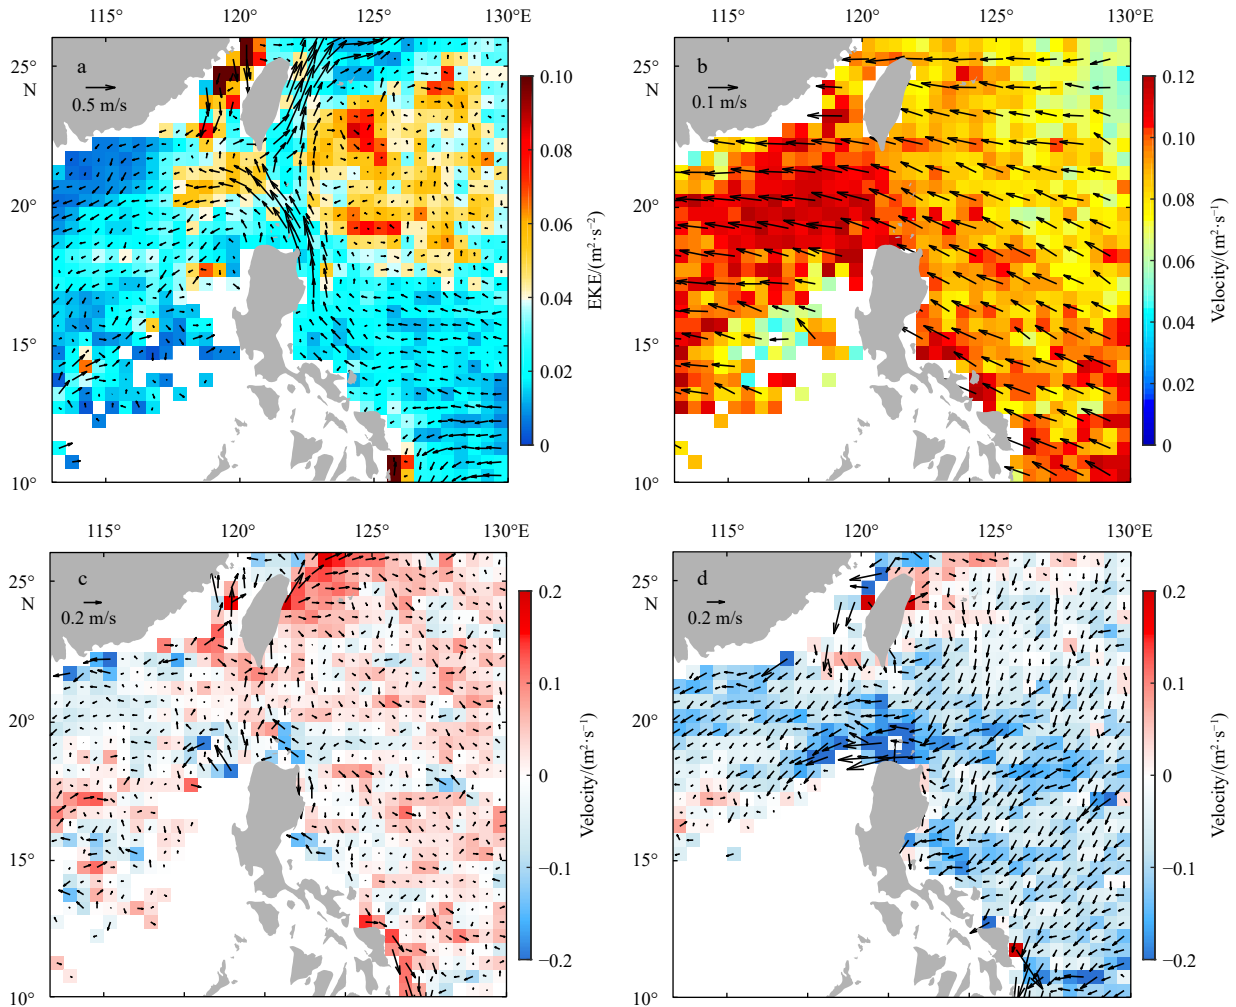 115° 120° 125° 130°E
25°
N
20°
15°
10°
a
0.5 m/s
0.10
0.08
0.06
0.04
0.02
0
EKE/(m²·s⁻²)
115° 120° 125° 130°E
25°
N
20°
15°
10°
b
0.1 m/s
0.12
0.10
0.08
0.06
0.04
0.02
0
Velocity/(m²·s⁻¹)
115° 120° 125° 130°E
25°
N
20°
15°
10°
c
0.2 m/s
0.2
0.1
0
−0.1
−0.2
Velocity/(m²·s⁻¹)
115° 120° 125° 130°E
25°
N
20°
15°
10°
d
0.2 m/s
0.2
0.1
0
−0.1
−0.2
Velocity/(m²·s⁻¹)